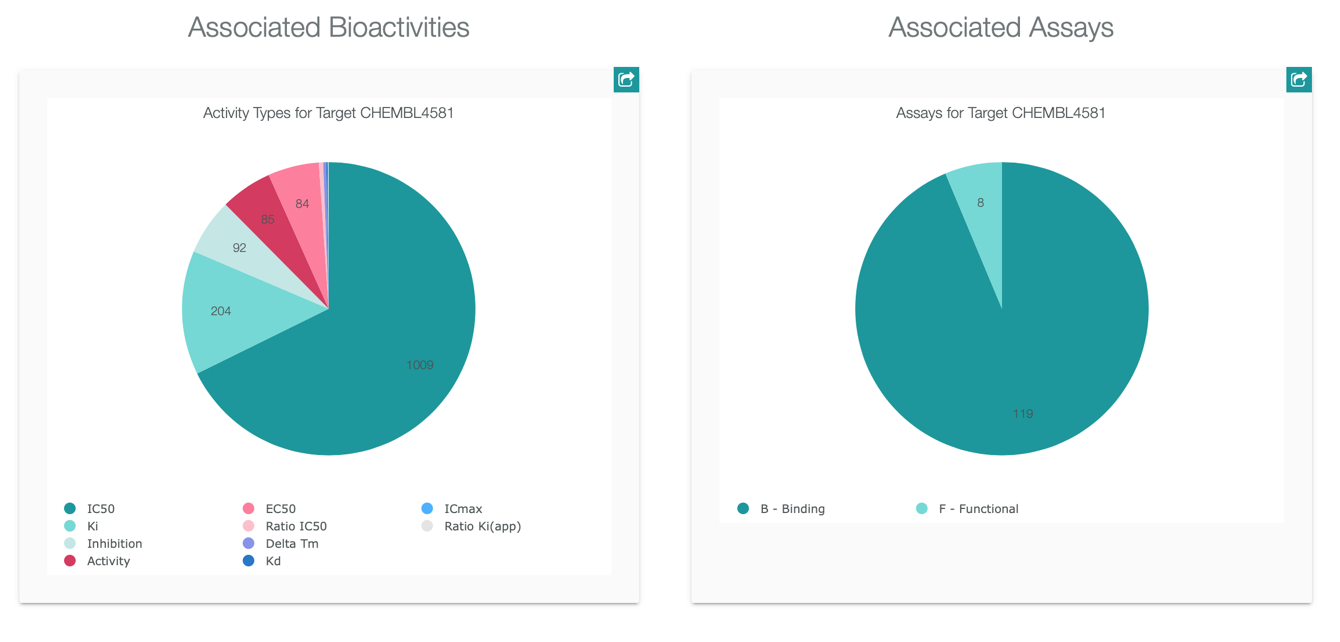 Associated Bioactivities
Activity Types for Target CHEMBL4581
84
85
92
204
1009
IC50
Ki
Inhibition
Activity
EC50
Ratio IC50
Delta Tm
Kd
ICmax
Ratio Ki(app)
Associated Assays
Assays for Target CHEMBL4581
8
119
B - Binding
F - Functional